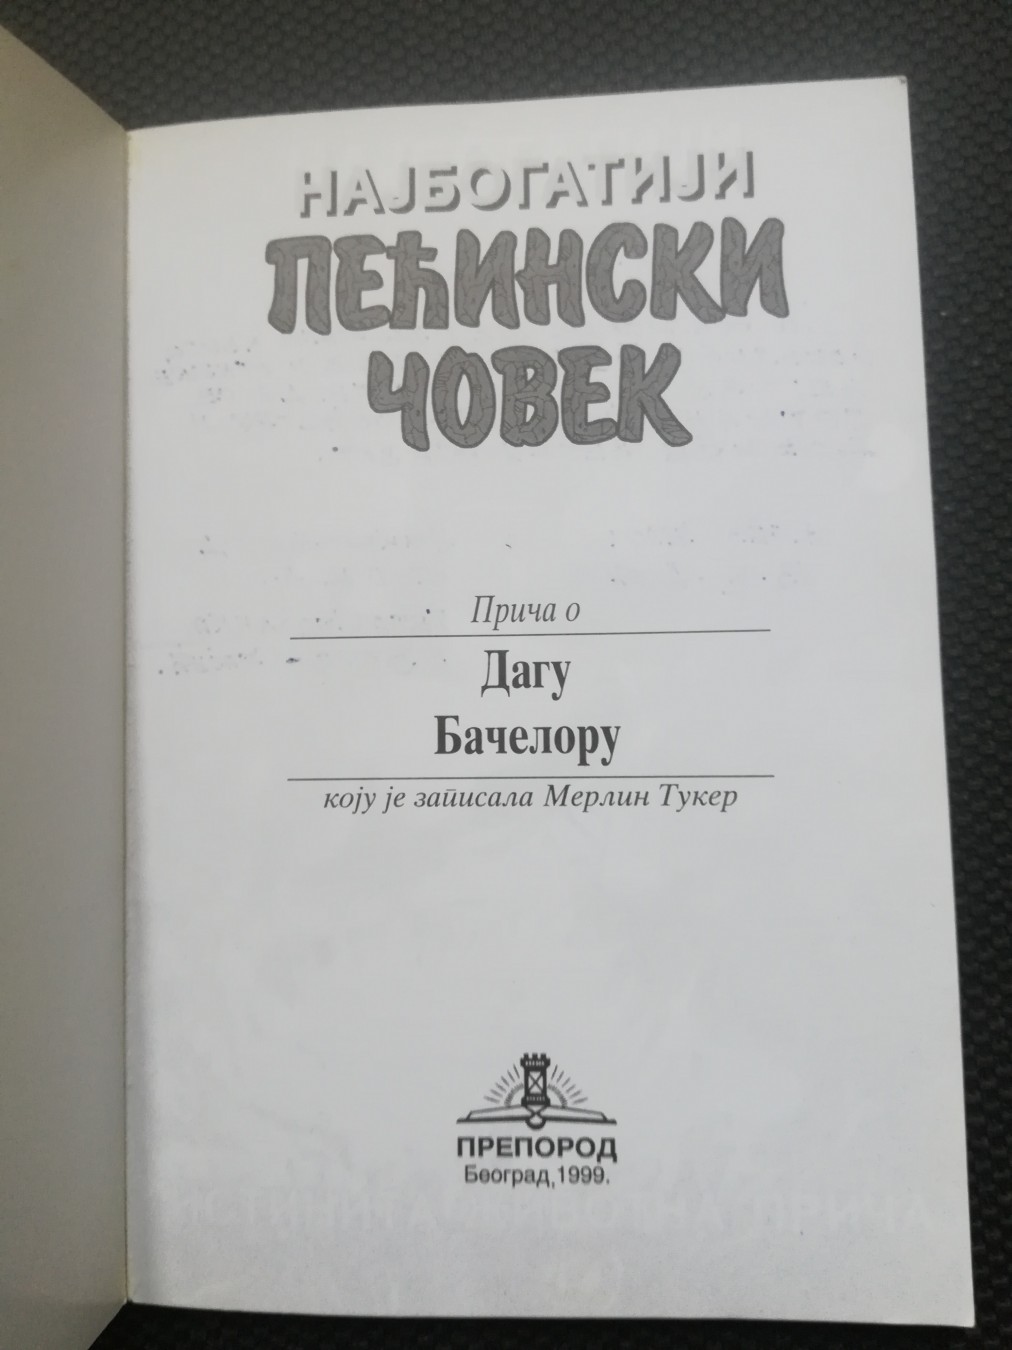 НАЈБОГАТИЈИ
ПЕЋИНСКИ
ЧОВЕК
Прича о
Дагу
Бачелору
коју је записала Мерлин Тукер
ПРЕПОРОД
Београд,1999.